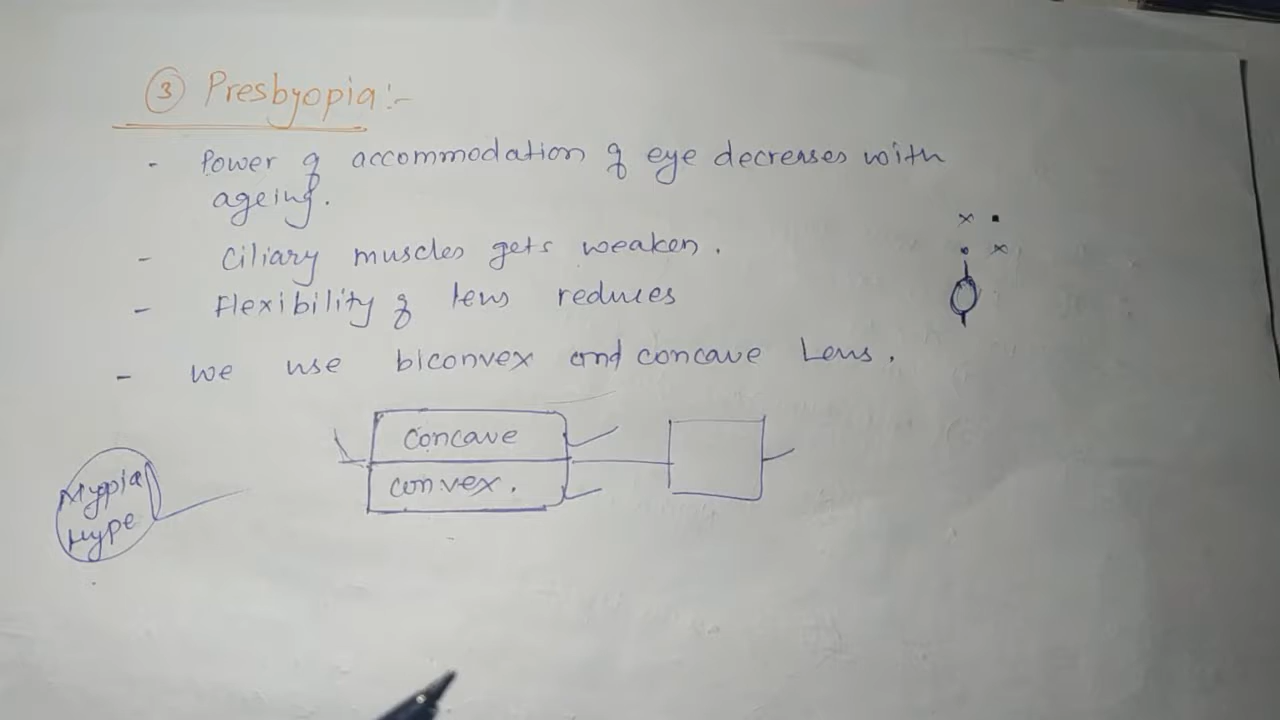 ③ Presbyopia :-
- Power of accommodation of eye decreases with
ageing.
- Ciliary muscles gets weaken.
- Flexibility of lens reduces
- we use biconvex and concave Lens.
Concave
convex.
Myopia
Hype